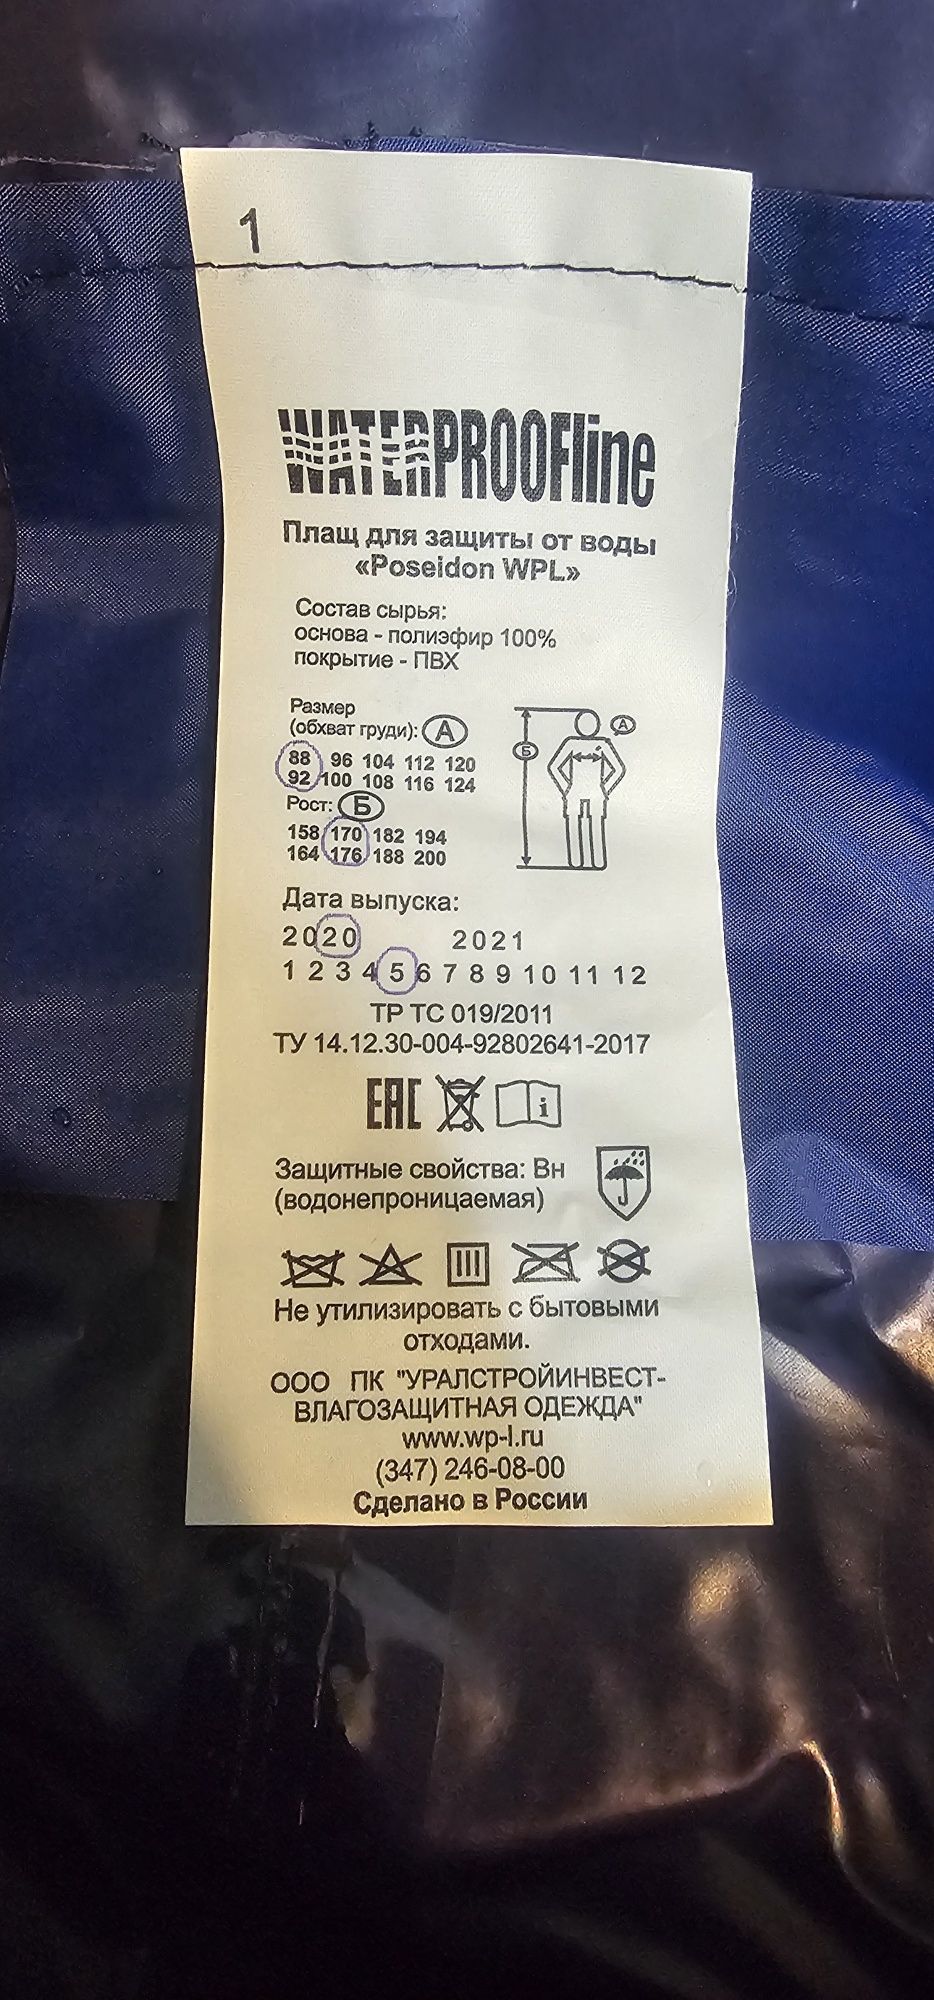 1
WATERPROOFline
Плащ для защиты от воды
«Poseidon WPL»
Состав сырья:
основа - полиэфир 100%
покрытие - ПВХ
Размер
(обхват груди): А
88 96 104 112 120
92 100 108 116 124
Рост: Б
158 170 182 194
164 176 188 200
А
Б
Дата выпуска:
2020 2021
1 2 3 4 5 6 7 8 9 10 11 12
ТР ТС 019/2011
ТУ 14.12.30-004-92802641-2017
ЕАС i
Защитные свойства: Вн
(водонепроницаемая)
Не утилизировать с бытовыми
отходами.
ООО ПК "УРАЛСТРОЙИНВЕСТ-
ВЛАГОЗАЩИТНАЯ ОДЕЖДА"
www.wp-l.ru
(347) 246-08-00
Сделано в России